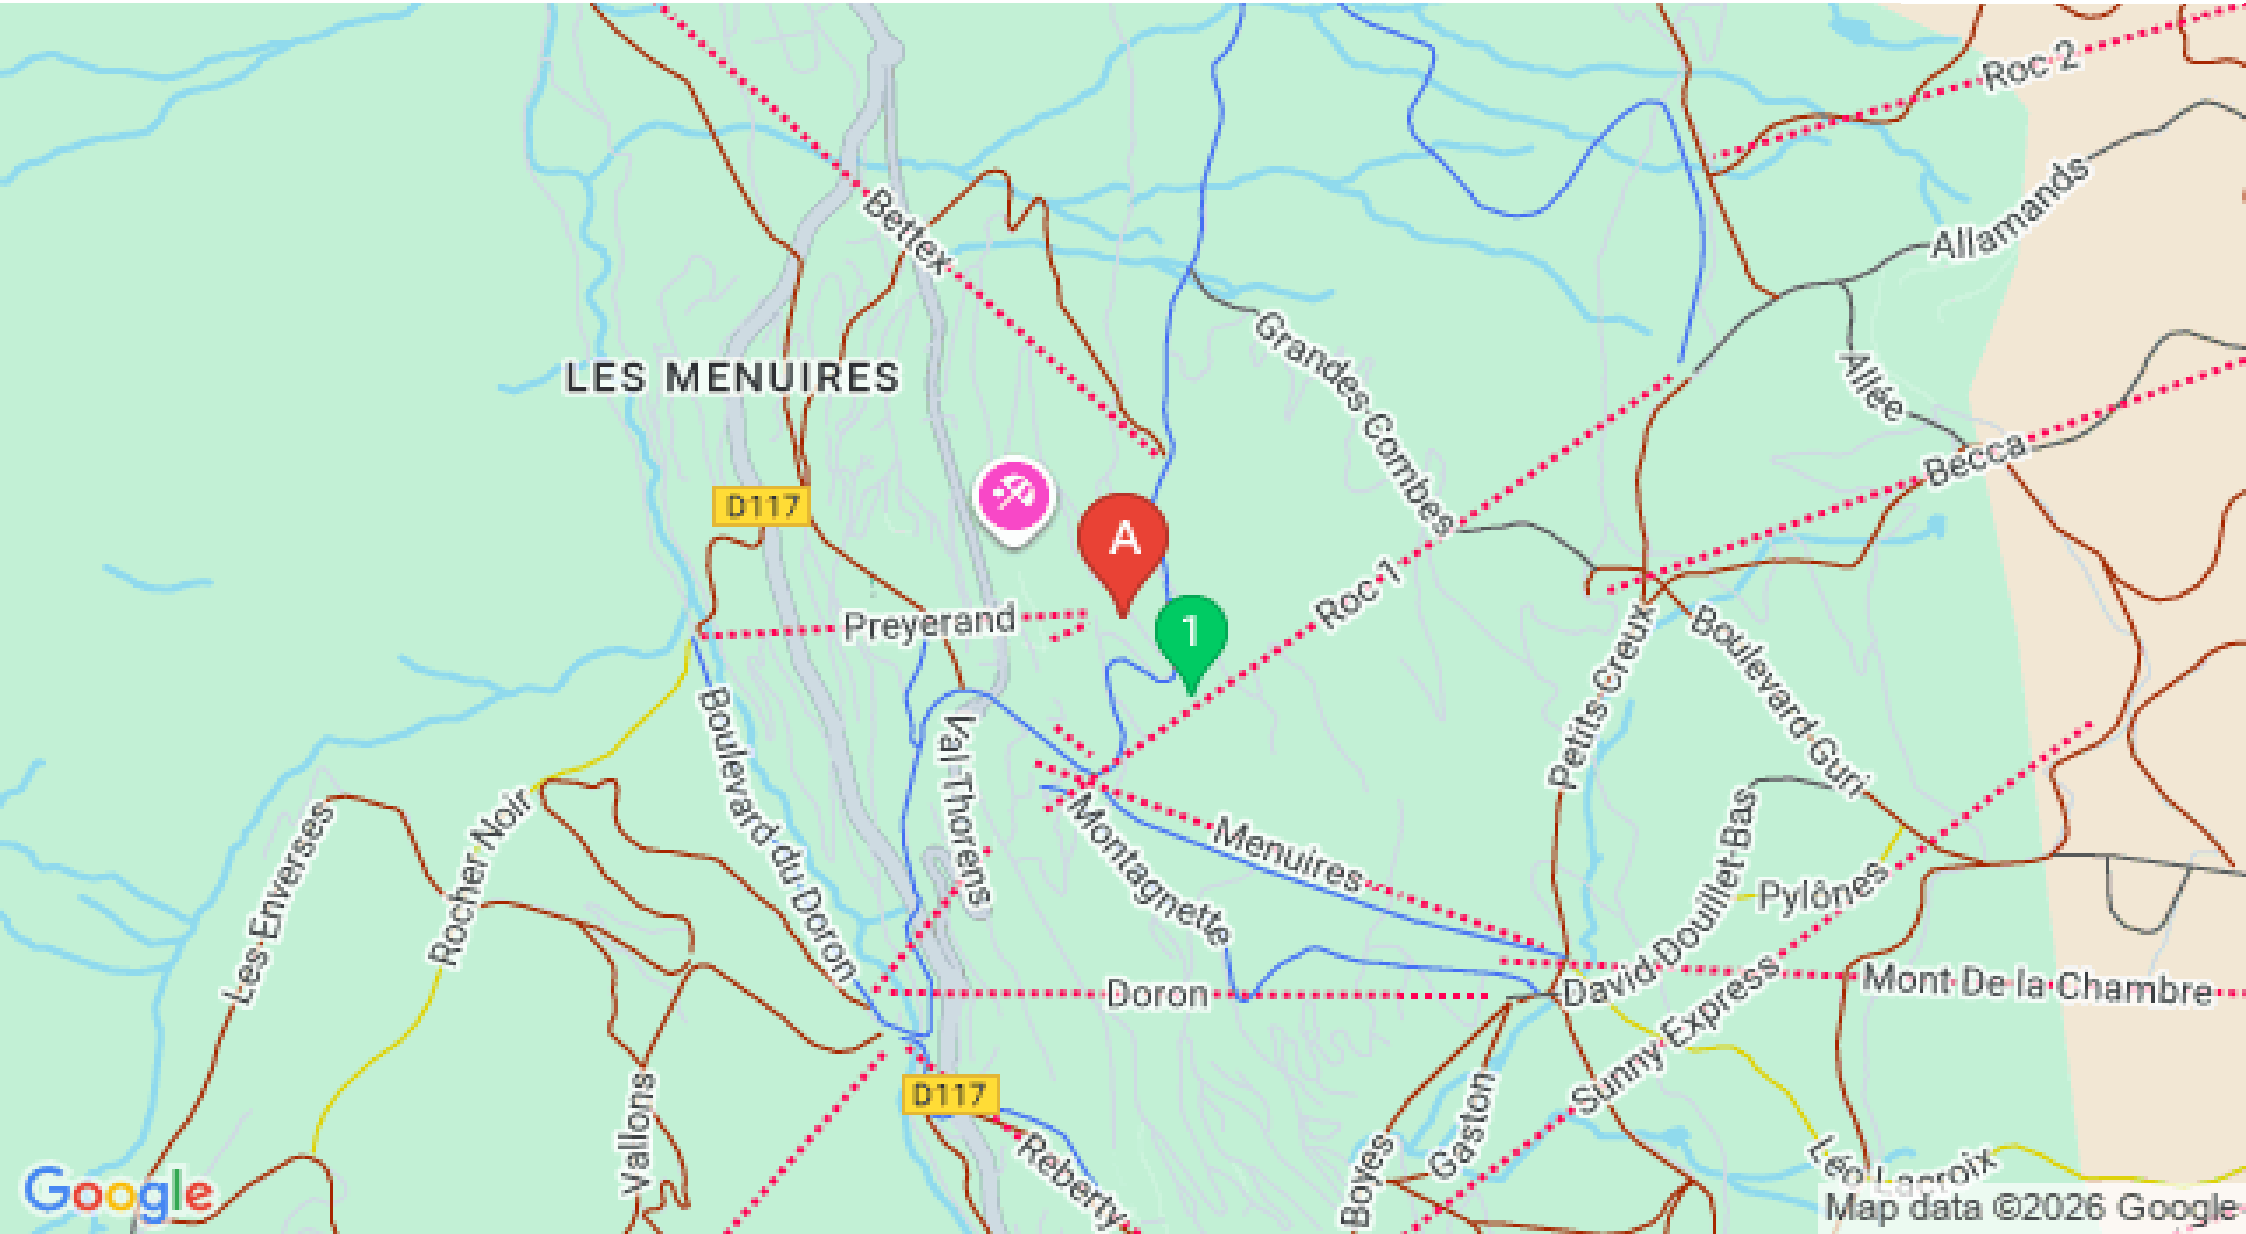 Roc 2
Allamands
Bettex
Grandes Combes
Allée
LES MENUIRES
Becca
D117
A
Roc 1
1
Preyerand
Petits Creux
Boulevard Guri
Boulevard du Doron
Val Thorens
Montagnette
Menuires
Les Enverses
Rocher Noir
David Douillet Bas
Pylônes
Doron
Mont De la Chambre
Sunny Express
D117
Vallons
Reberty
Boyes
Gaston
Léo Lacroix
Google
Map data ©2026 Google